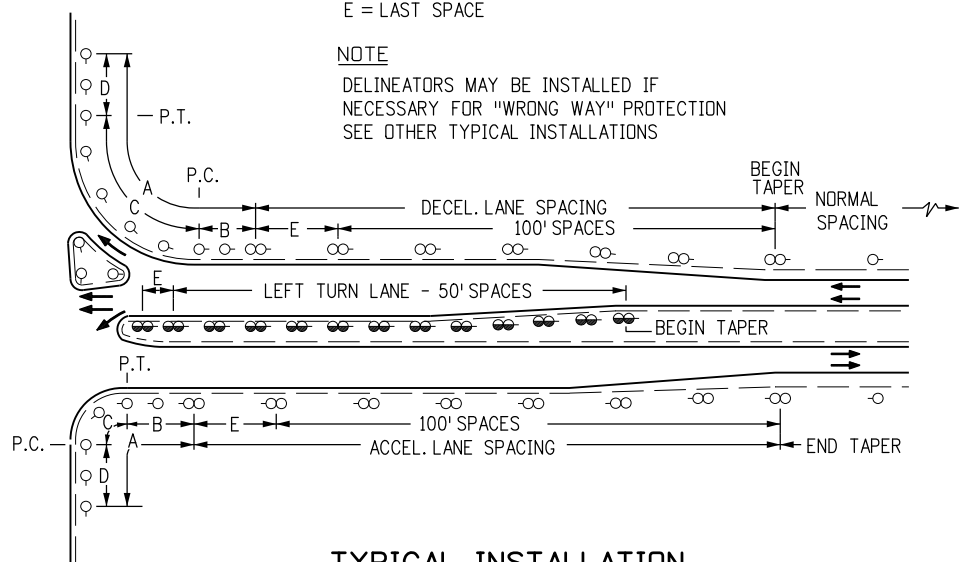 E = LAST SPACE
NOTE
DELINEATORS MAY BE INSTALLED IF
NECESSARY FOR "WRONG WAY" PROTECTION
SEE OTHER TYPICAL INSTALLATIONS
D
P.T.
A
C
P.C.
BEGIN
TAPER
DECEL. LANE SPACING
NORMAL
SPACING
B
E
100' SPACES
E
LEFT TURN LANE - 50' SPACES
BEGIN TAPER
P.T.
C
B
E
100' SPACES
P.C.
A
ACCEL. LANE SPACING
END TAPER
D
TYPICAL INSTALLATION